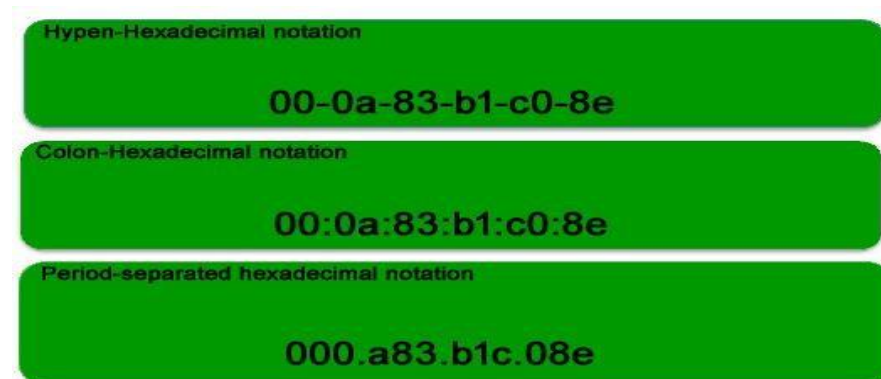 Hypen-Hexadecimal notation
00-0a-83-b1-c0-8e
Colon-Hexadecimal notation
00:0a:83:b1:c0:8e
Period-separated hexadecimal notation
000.a83.b1c.08e